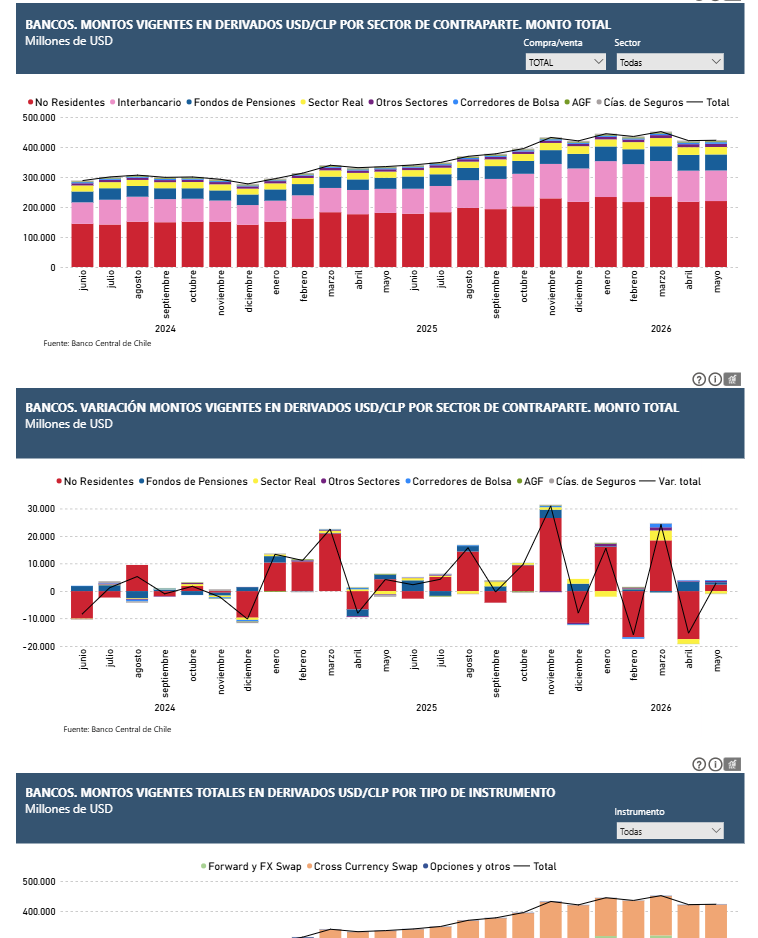 BANCOS. MONTOS VIGENTES EN DERIVADOS USD/CLP POR SECTOR DE CONTRAPARTE. MONTO TOTAL
Millones de USD
Compra/venta Sector
TOTAL Todas
No Residentes Interbancario Fondos de Pensiones Sector Real Otros Sectores Corredores de Bolsa AGF Cías. de Seguros Total
500.000
400.000
300.000
200.000
100.000
0
junio julio agosto septiembre octubre noviembre diciembre enero febrero marzo abril mayo junio julio agosto septiembre octubre noviembre diciembre enero febrero marzo abril mayo
2024 2025 2026
Fuente: Banco Central de Chile
BANCOS. VARIACIÓN MONTOS VIGENTES EN DERIVADOS USD/CLP POR SECTOR DE CONTRAPARTE. MONTO TOTAL
Millones de USD
No Residentes Fondos de Pensiones Sector Real Otros Sectores Corredores de Bolsa AGF Cías. de Seguros Var. total
30.000
20.000
10.000
0
-10.000
-20.000
junio julio agosto septiembre octubre noviembre diciembre enero febrero marzo abril mayo junio julio agosto septiembre octubre noviembre diciembre enero febrero marzo abril mayo
2024 2025 2026
Fuente: Banco Central de Chile
BANCOS. MONTOS VIGENTES TOTALES EN DERIVADOS USD/CLP POR TIPO DE INSTRUMENTO
Millones de USD
Instrumento
Todas
Forward y FX Swap Cross Currency Swap Opciones y otros Total
500.000
400.000